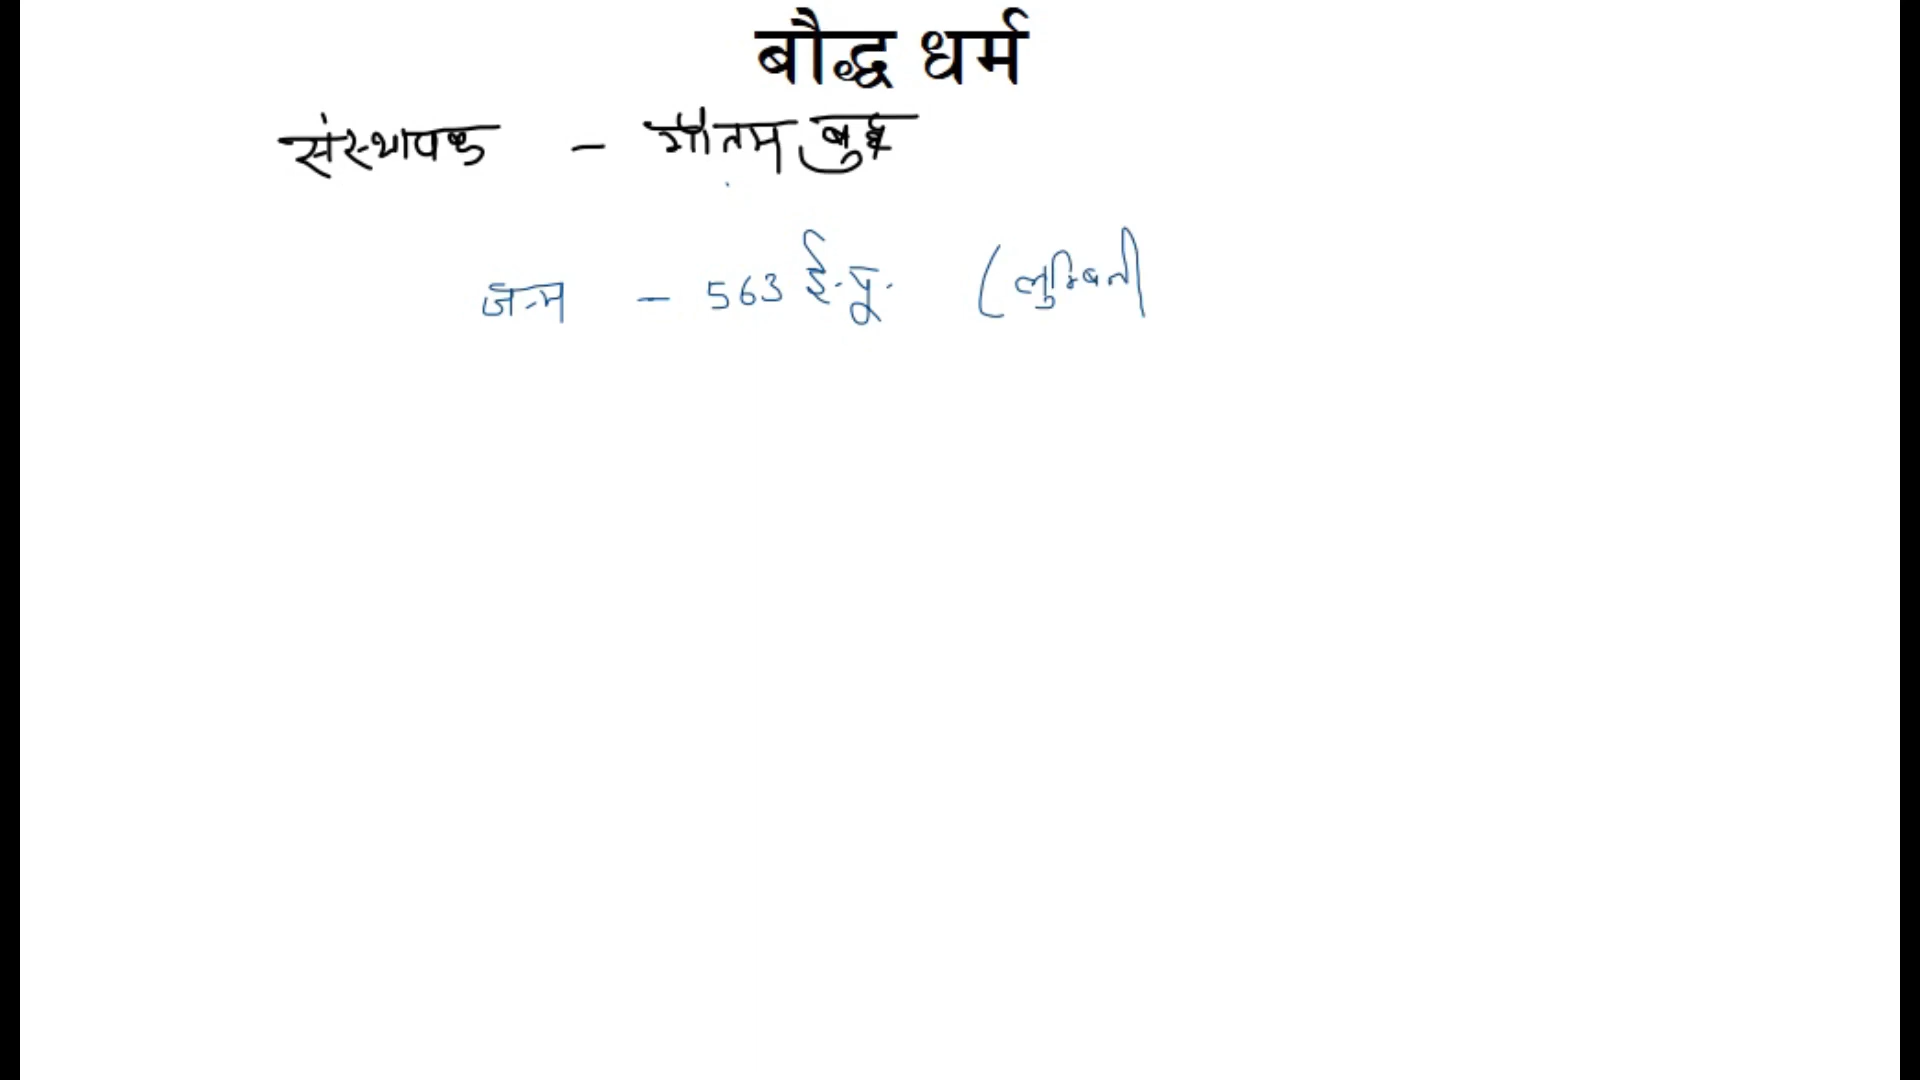 बौद्ध धर्म
संस्थापक - गौतम बुद्ध
जन्म - 563 ई.पू. (लुम्बिनी